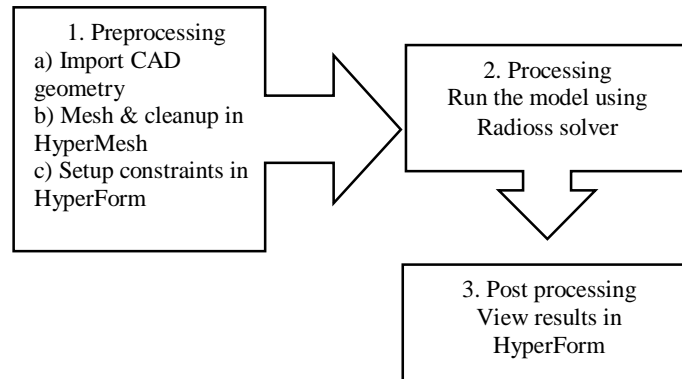 1. Preprocessing
a) Import CAD
geometry
b) Mesh & cleanup in
HyperMesh
c) Setup constraints in
HyperForm
2. Processing
Run the model using
Radioss solver
3. Post processing
View results in
HyperForm